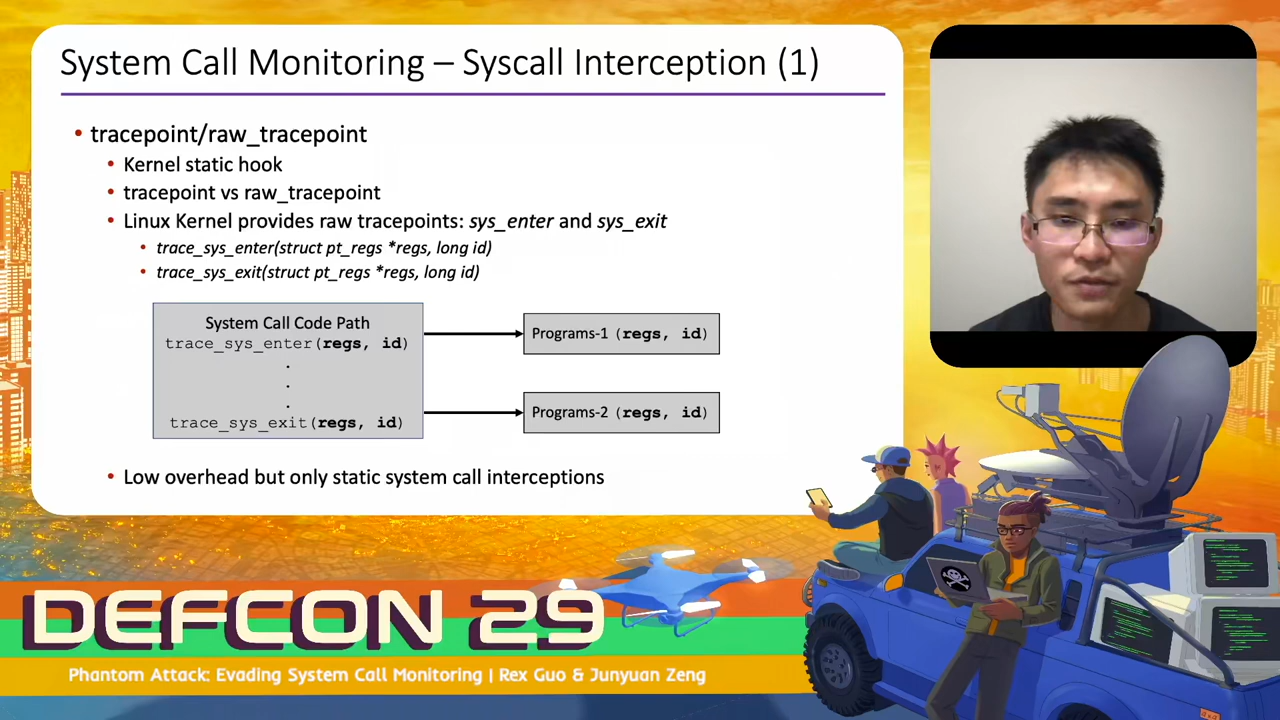 System Call Monitoring – Syscall Interception (1)
• tracepoint/raw_tracepoint
• Kernel static hook
• tracepoint vs raw_tracepoint
• Linux Kernel provides raw tracepoints: sys_enter and sys_exit
• trace_sys_enter(struct pt_regs *regs, long id)
• trace_sys_exit(struct pt_regs *regs, long id)
System Call Code Path
trace_sys_enter(regs, id)
.
.
.
trace_sys_exit(regs, id)
Programs-1 (regs, id)
Programs-2 (regs, id)
• Low overhead but only static system call interceptions
DEFCON 29
Phantom Attack: Evading System Call Monitoring | Rex Guo & Junyuan Zeng